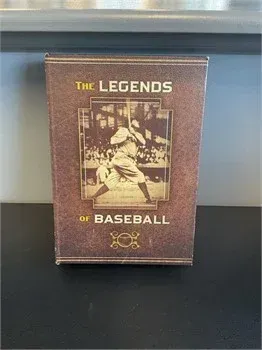 THE LEGENDS
OF BASEBALL